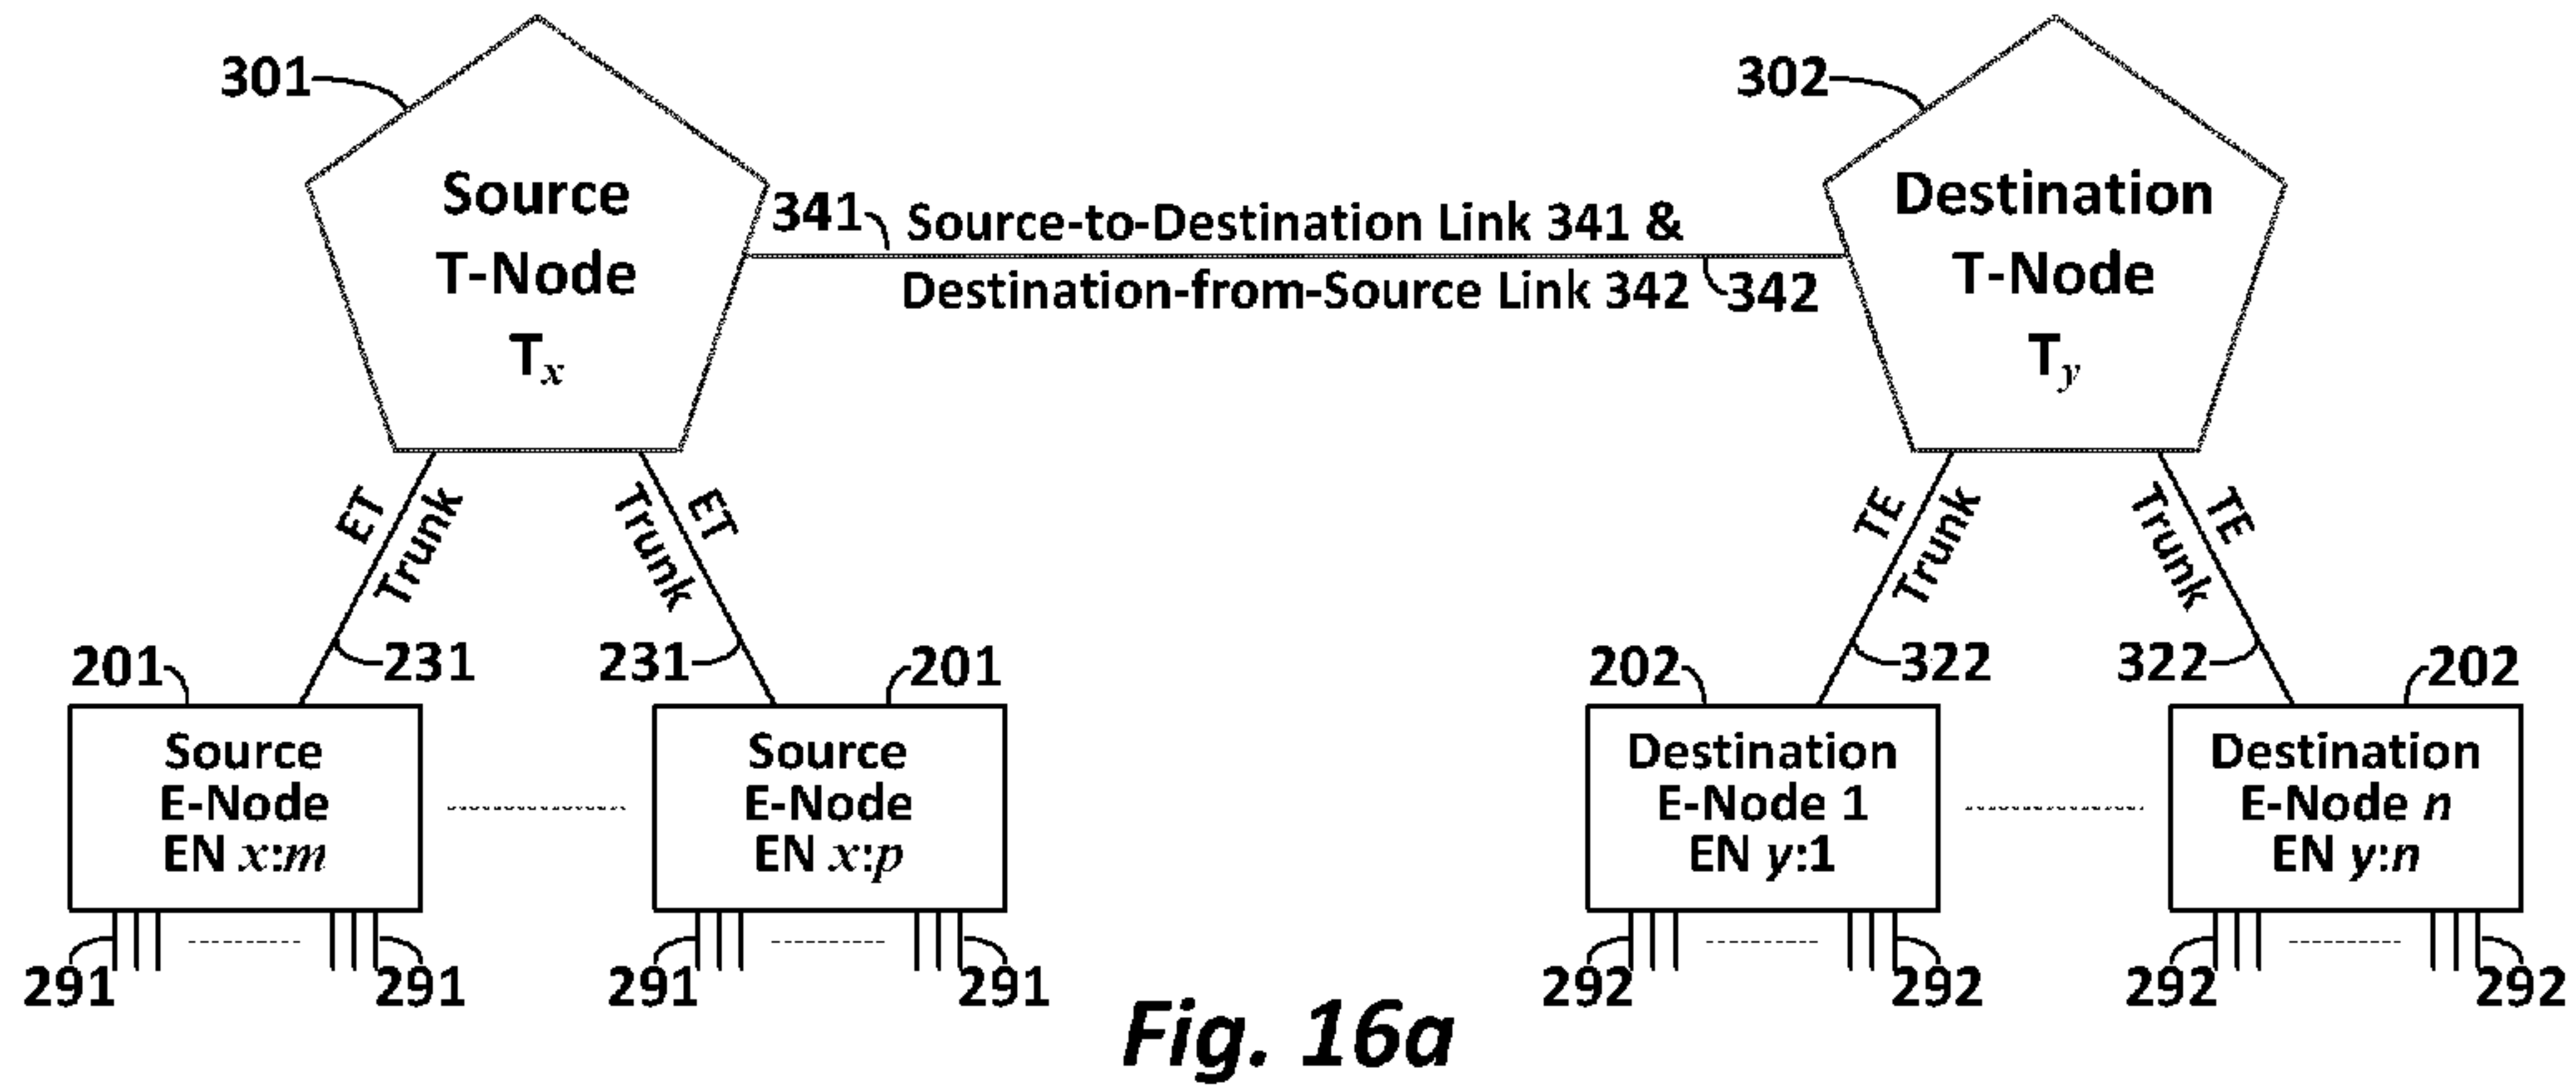 301
302
Source
T-Node
Tx
Destination
T-Node
Ty
341
Source-to-Destination Link 341 &
Destination-from-Source Link 342
342
ET
Trunk
ET
Trunk
TE
Trunk
TE
Trunk
231
231
322
322
201
201
202
202
Source
E-Node
EN x:m
Source
E-Node
EN x:p
Destination
E-Node 1
EN y:1
Destination
E-Node n
EN y:n
291
291
291
291
292
292
292
292
Fig. 16a